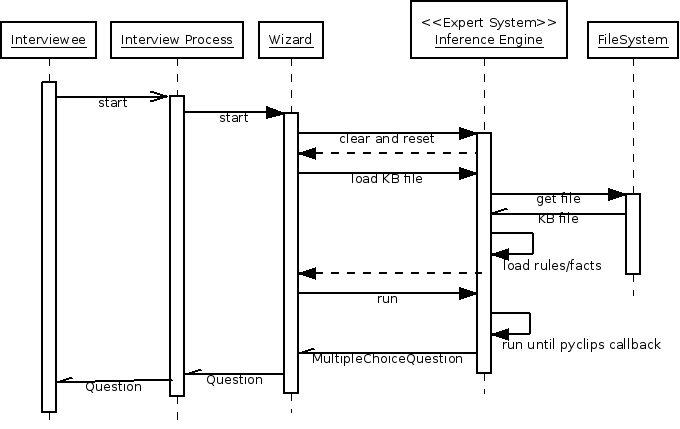 Interviewee
Interview Process
Wizard
<<Expert System>>
Inference Engine
FileSystem
start
start
clear and reset
load KB file
get file
KB file
load rules/facts
run
run until pyclips callback
MultipleChoiceQuestion
Question
Question